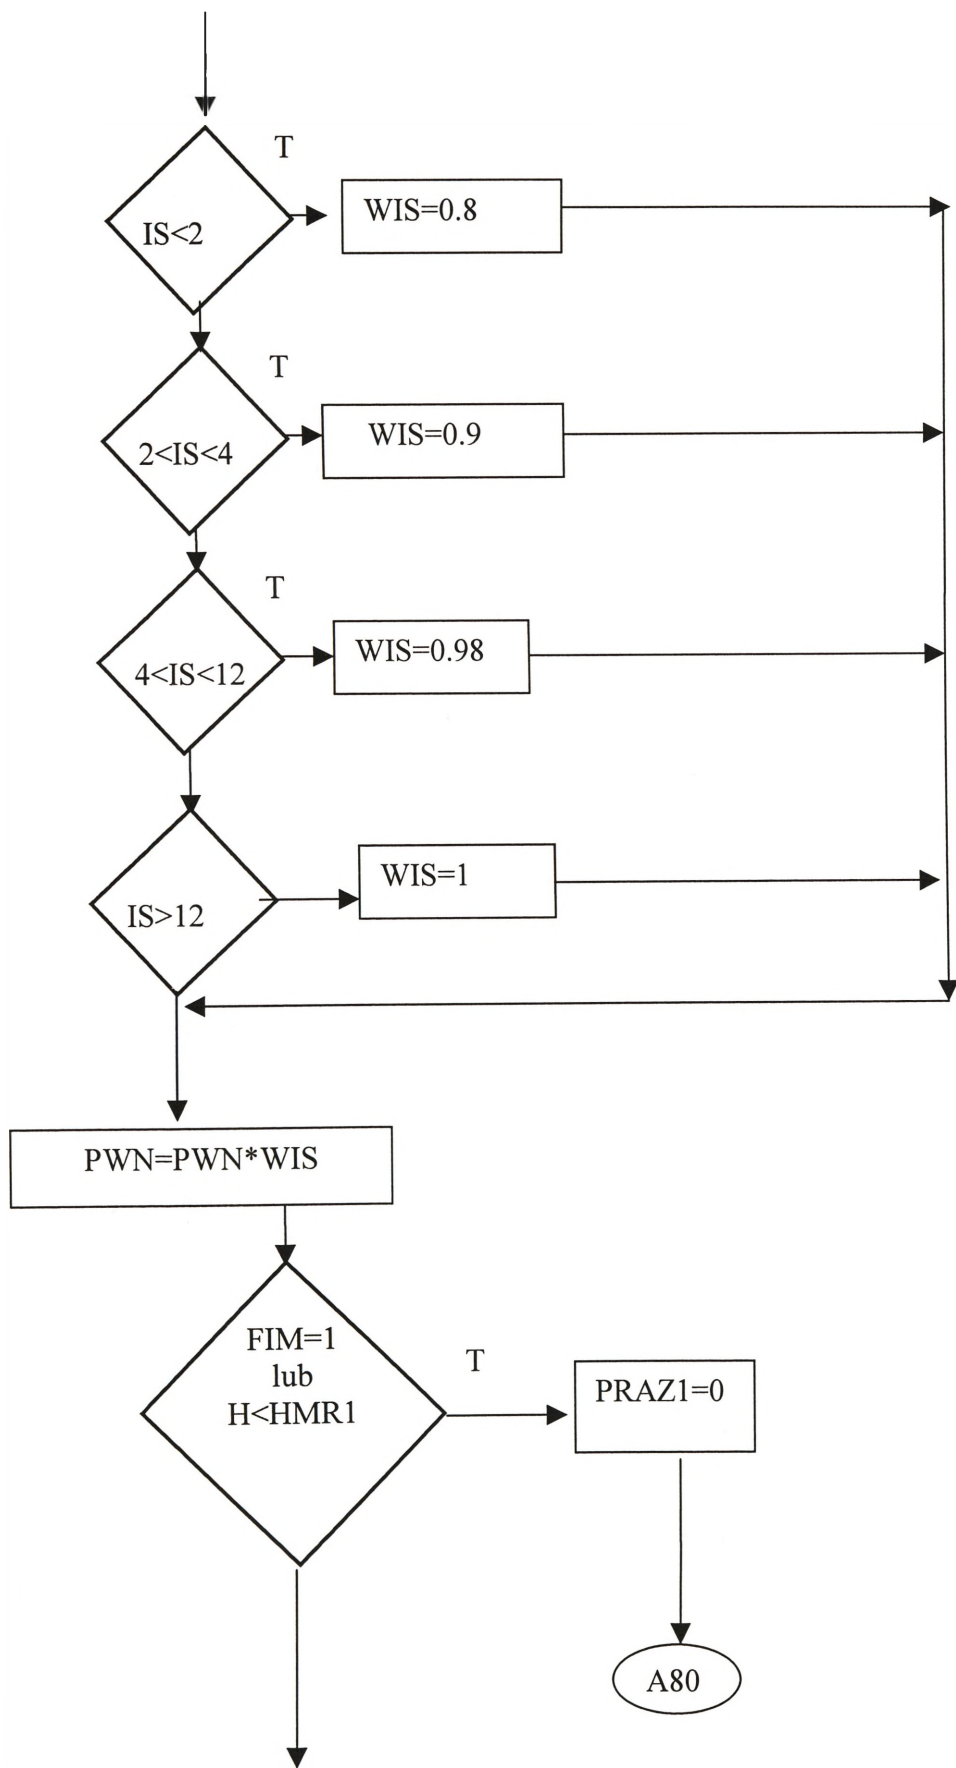 T
IS<2
WIS=0.8
T
2<IS<4
WIS=0.9
T
4<IS<12
WIS=0.98
IS>12
WIS=1
PWN=PWN*WIS
FIM=1
lub
H<HMR1
T
PRAZ1=0
A80